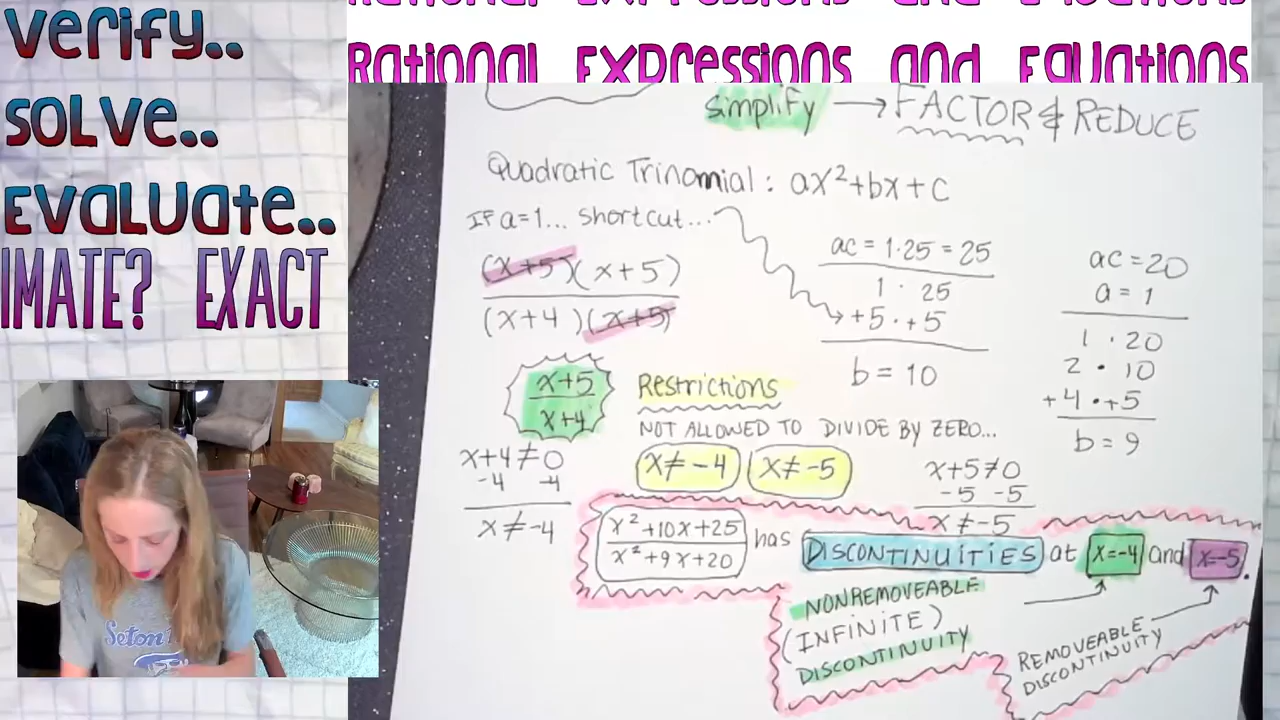 Verify..
Solve..
Evaluate..
IMATE? EXACT
Rational Expressions and Equations
Rational Expressions and Equations
simplify → FACTOR & REDUCE
Quadratic Trinomial: ax²+bx+c
IF a=1... shortcut...
(x+5)(x+5)
(x+4)(x+5)
ac = 1·25 = 25
1 · 25
+5 · +5
b = 10
ac = 20
a = 1
1 · 20
2 · 10
+4 · +5
b = 9
x+5
x+4
Restrictions
NOT ALLOWED TO DIVIDE BY ZERO...
x≠-4 x≠-5
x+4≠0
-4 -4
x≠-4
x+5≠0
-5 -5
x≠-5
x²+10x+25
x²+9x+20
has DISCONTINUITIES at x=-4 and x=-5.
NONREMOVEABLE
(INFINITE)
DISCONTINUITY
REMOVEABLE
DISCONTINUITY
Seton